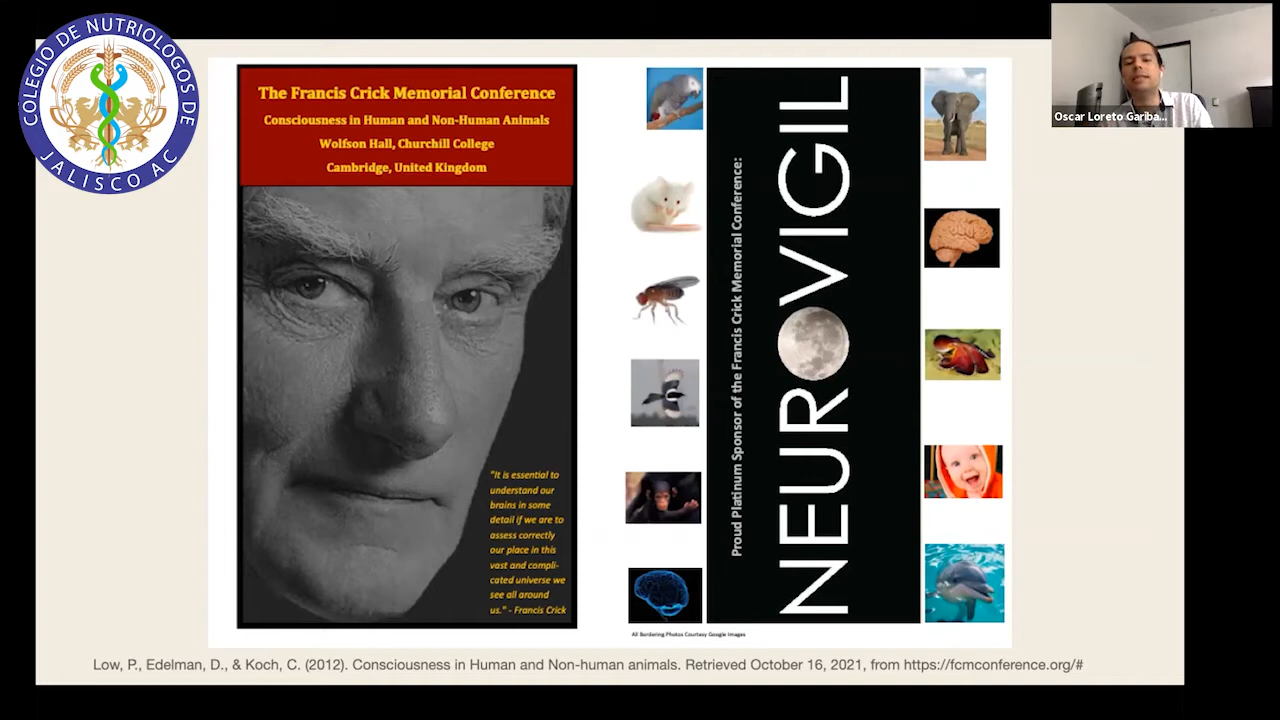 COLEGIO DE NUTRIOLOGOS DE
JALISCO AC
The Francis Crick Memorial Conference
Consciousness in Human and Non-Human Animals
Wolfson Hall, Churchill College
Cambridge, United Kingdom
"It is essential to
understand our
brains in some
detail if we are to
assess correctly
our place in this
vast and compli-
cated universe we
see all around
us." - Francis Crick
Proud Platinum Sponsor of the Francis Crick Memorial Conference:
NEUROVIGIL
All Bordering Photos Courtesy Google Images
Oscar Loreto Gariba...
Low, P., Edelman, D., & Koch, C. (2012). Consciousness in Human and Non-human animals. Retrieved October 16, 2021, from https://fcmconference.org/#